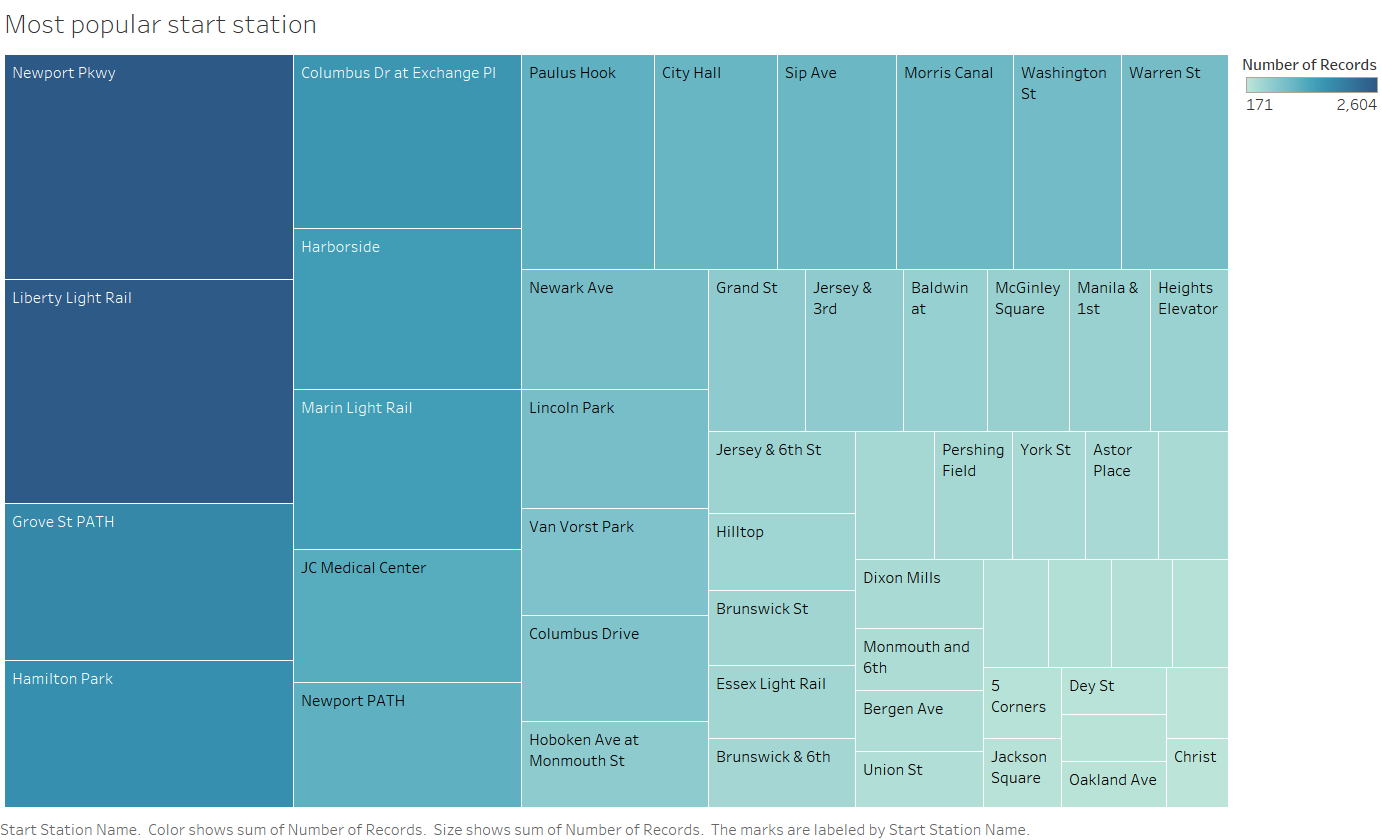 Most popular start station
Newport Pkwy
Liberty Light Rail
Grove St PATH
Hamilton Park
Columbus Dr at Exchange Pl
Harborside
Marin Light Rail
JC Medical Center
Newport PATH
Paulus Hook
City Hall
Sip Ave
Morris Canal
Washington
St
Warren St
Newark Ave
Lincoln Park
Van Vorst Park
Columbus Drive
Hoboken Ave at
Monmouth St
Grand St
Jersey &
3rd
Baldwin
at
McGinley
Square
Manila &
1st
Heights
Elevator
Jersey & 6th St
Hilltop
Brunswick St
Essex Light Rail
Brunswick & 6th
Pershing
Field
York St
Astor
Place
Dixon Mills
Monmouth and
6th
Bergen Ave
Union St
5
Corners
Jackson
Square
Dey St
Oakland Ave
Christ
Number of Records
171
2,604
Start Station Name.  Color shows sum of Number of Records.  Size shows sum of Number of Records.  The marks are labeled by Start Station Name.